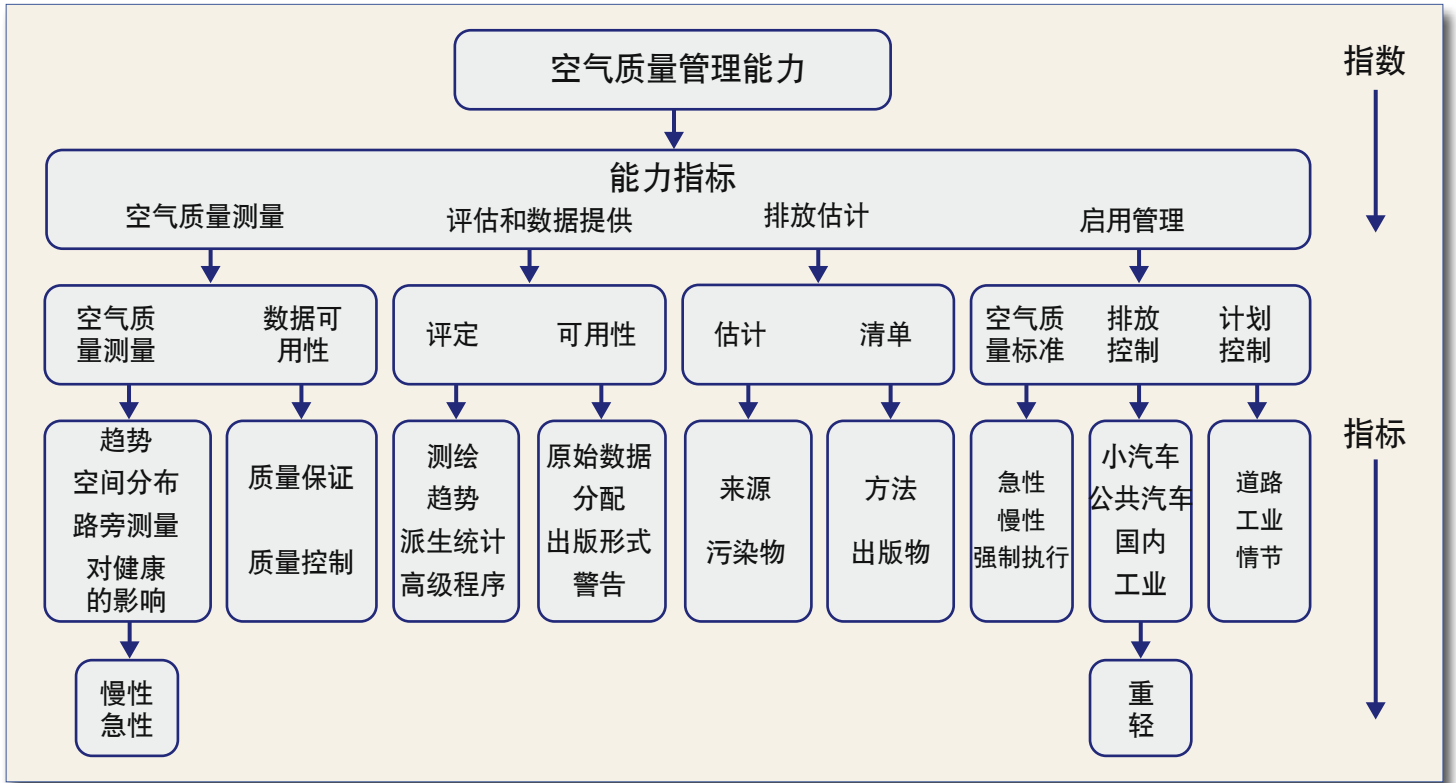 空气质量管理能力
指数
能力指标
空气质量测量
评估和数据提供
排放估计
启用管理
空气质
量测量
数据可
用性
评定
可用性
估计
清单
空气质
量标准
排放
控制
计划
控制
指标
趋势
空间分布
路旁测量
对健康
的影响
质量保证
质量控制
测绘
趋势
派生统计
高级程序
原始数据
分配
出版形式
警告
来源
污染物
方法
出版物
急性
慢性
强制执行
小汽车
公共汽车
国内
工业
道路
工业
情节
慢性
急性
重
轻